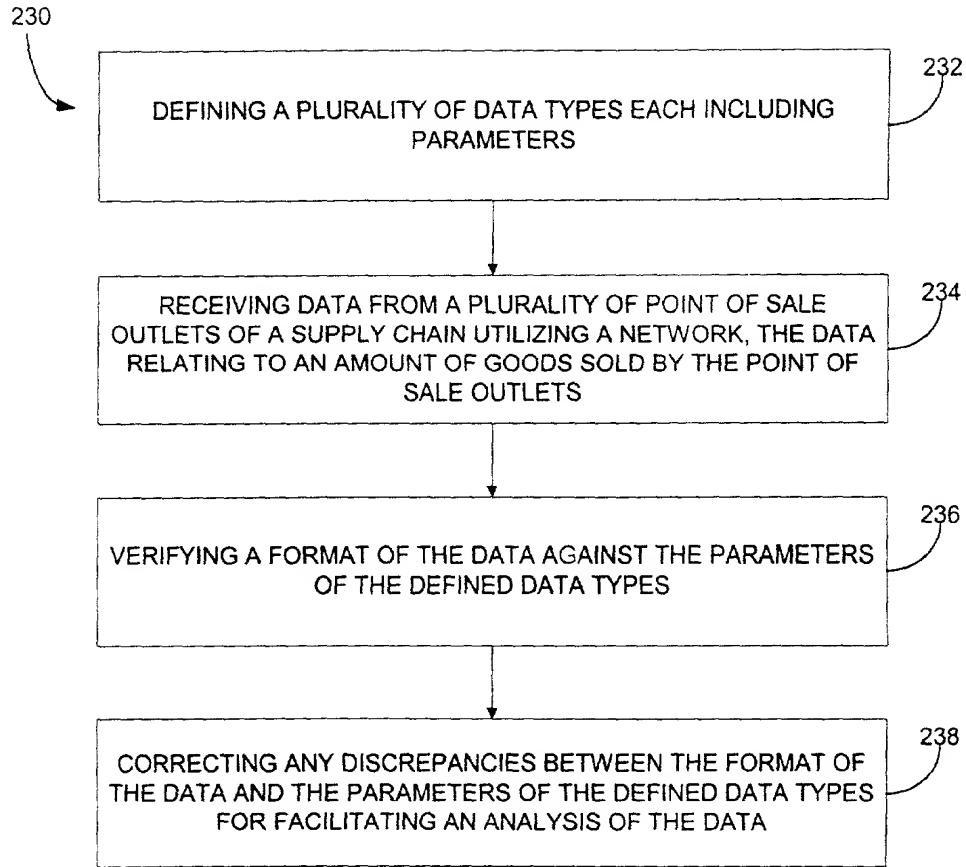 230
232
DEFINING A PLURALITY OF DATA TYPES EACH INCLUDING
PARAMETERS
234
RECEIVING DATA FROM A PLURALITY OF POINT OF SALE
OUTLETS OF A SUPPLY CHAIN UTILIZING A NETWORK, THE DATA
RELATING TO AN AMOUNT OF GOODS SOLD BY THE POINT OF
SALE OUTLETS
236
VERIFYING A FORMAT OF THE DATA AGAINST THE PARAMETERS
OF THE DEFINED DATA TYPES
238
CORRECTING ANY DISCREPANCIES BETWEEN THE FORMAT OF
THE DATA AND THE PARAMETERS OF THE DEFINED DATA TYPES
FOR FACILITATING AN ANALYSIS OF THE DATA